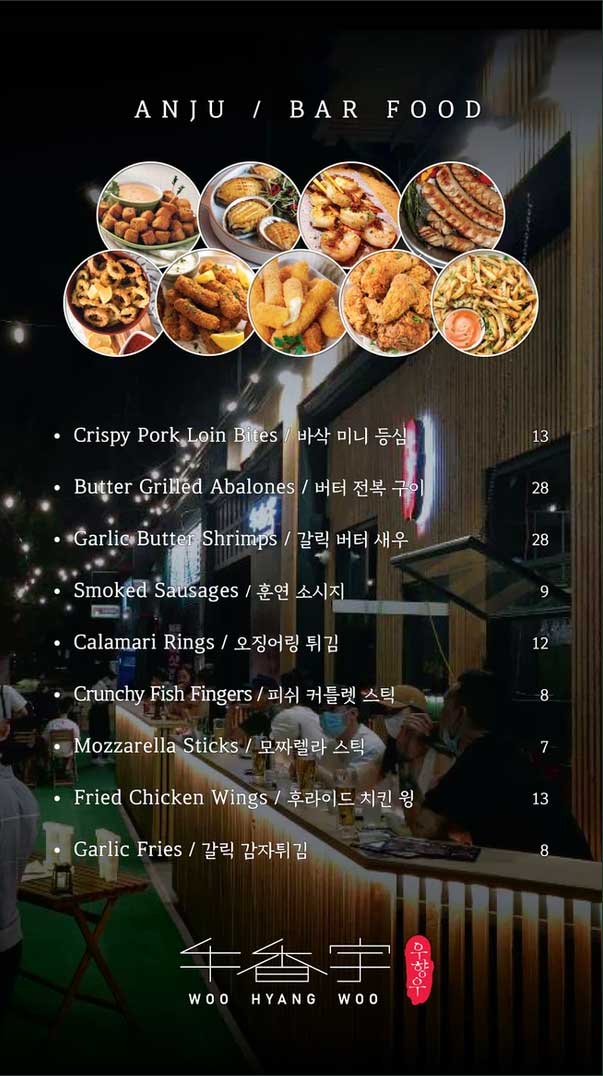 ANJU / BAR FOOD
• Crispy Pork Loin Bites / 바삭 미니 등심 13
• Butter Grilled Abalones / 버터 전복 구이 28
• Garlic Butter Shrimps / 갈릭 버터 새우 28
• Smoked Sausages / 훈연 소시지 9
• Calamari Rings / 오징어링 튀김 12
• Crunchy Fish Fingers / 피쉬 커틀렛 스틱 8
• Mozzarella Sticks / 모짜렐라 스틱 7
• Fried Chicken Wings / 후라이드 치킨 윙 13
• Garlic Fries / 갈릭 감자튀김 8
牛香宇
우향우
WOO HYANG WOO